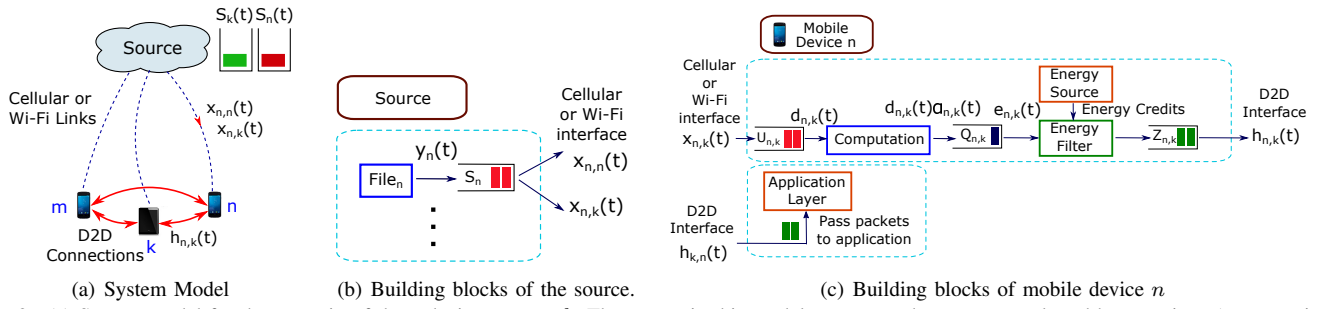 S_k(t) S_n(t)
Source
Cellular or
Wi-Fi Links
x_{n,n}(t)
x_{n,k}(t)
m
n
k
D2D
Connections
h_{n,k}(t)
(a) System Model
Source
Cellular
or Wi-Fi
interface
y_n(t)
File_n
S_n
x_{n,n}(t)
x_{n,k}(t)
(b) Building blocks of the source.
Mobile
Device n
Cellular
or
Wi-Fi
interface
x_{n,k}(t)
U_{n,k}
d_{n,k}(t)
Computation
d_{n,k}(t)α_{n,k}(t)
Q_{n,k}
e_{n,k}(t)
Energy
Source
Energy Credits
Energy
Filter
Z_{n,k}
D2D
Interface
h_{n,k}(t)
Application
Layer
D2D
Interface
h_{k,n}(t)
Pass packets
to application
(c) Building blocks of mobile device n